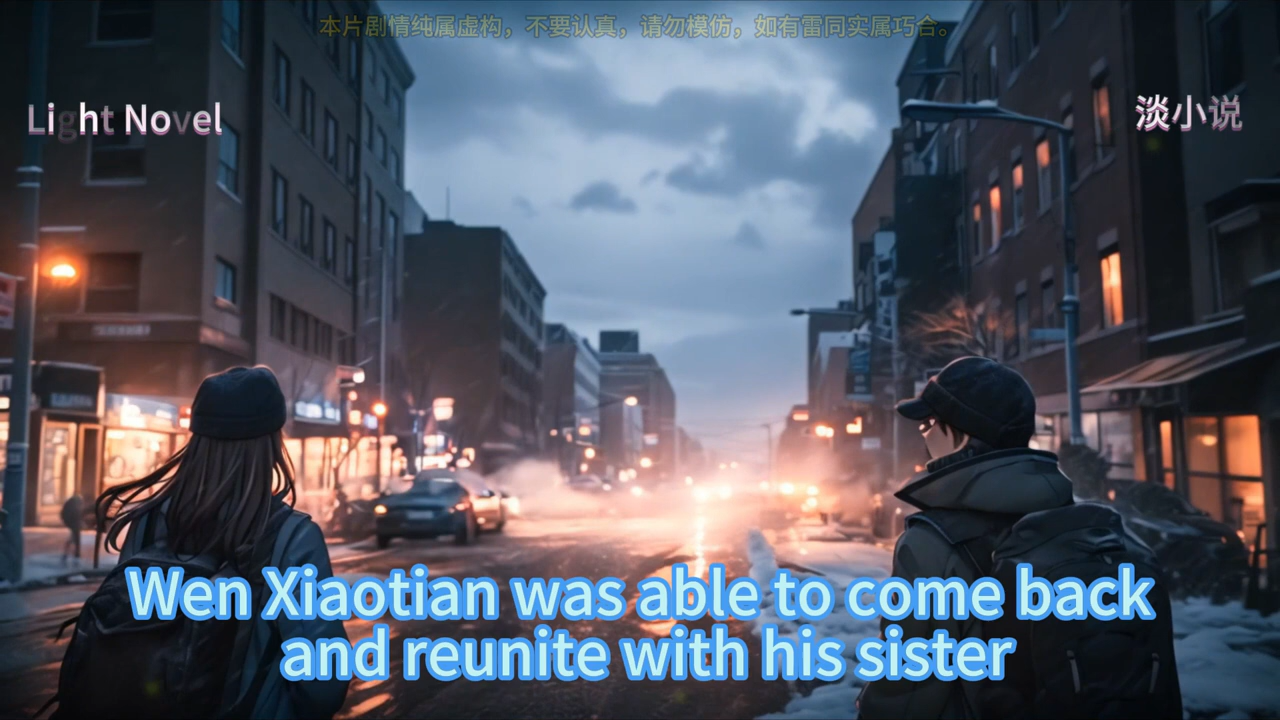 本片剧情纯属虚构，不要认真，请勿模仿，如有雷同实属巧合。
Light Novel
淡小说
Wen Xiaotian was able to come back
and reunite with his sister